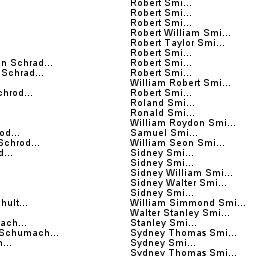 Robert Smi...
Robert Smi...
Robert Smi...
Robert William Smi...
Robert Taylor Smi...
Robert Smi...
n Schrad... Robert Smi...
Schrad... Robert Smi...
William Robert Smi...
chrod... Robert Smi...
Roland Smi...
Ronald Smi...
William Roydon Smi...
od... Samuel Smi...
Schrod... William Seon Smi...
d... Sidney Smi...
Sidney Smi...
Sidney William Smi...
Sidney Walter Smi...
Sidney Smi...
hult... William Simmond Smi...
Walter Stanley Smi...
ach... Stanley Smi...
Schumach... Sydney Thomas Smi...
n... Sydney Smi...
Sydney Thomas Smi...